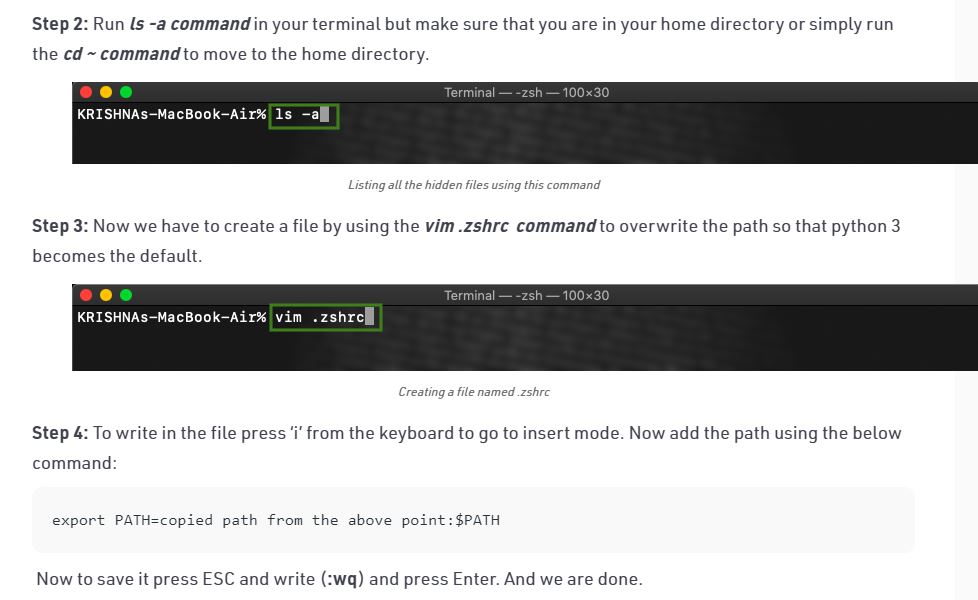 Step 2: Run ls -a command in your terminal but make sure that you are in your home directory or simply run
the cd ~ command to move to the home directory.
Terminal — -zsh — 100×30
KRISHNAs-MacBook-Air% ls -a
Listing all the hidden files using this command
Step 3: Now we have to create a file by using the vim .zshrc command to overwrite the path so that python 3
becomes the default.
Terminal — -zsh — 100×30
KRISHNAs-MacBook-Air% vim .zshrc
Creating a file named .zshrc
Step 4: To write in the file press ‘i’ from the keyboard to go to insert mode. Now add the path using the below
command:
export PATH=copied path from the above point:$PATH
Now to save it press ESC and write (:wq) and press Enter. And we are done.